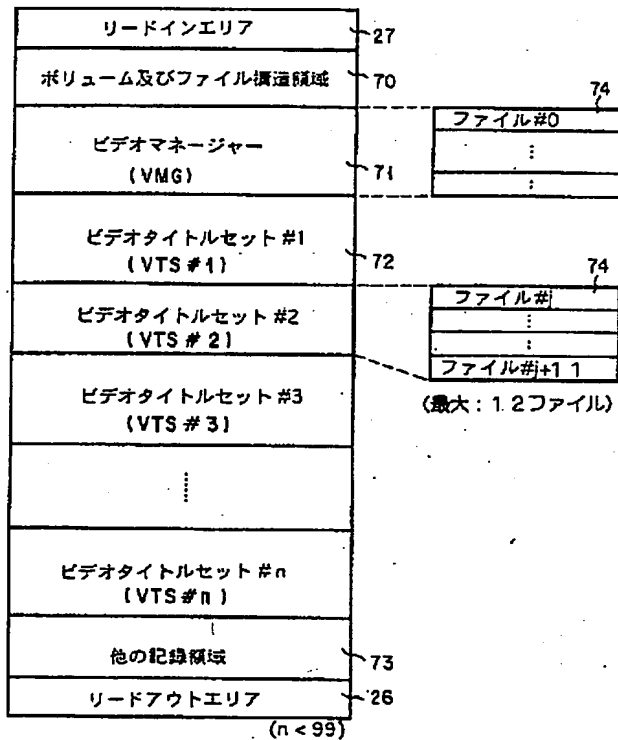 リードインエリア
27
ボリューム及びファイル構造領域
70
74
ファイル#0
ビデオマネージャー
(VMG)
71
ビデオタイトルセット #1
(VTS #1)
72
74
ファイル#j
ビデオタイトルセット #2
(VTS #2)
ファイル#j+11
(最大:12ファイル)
ビデオタイトルセット #3
(VTS #3)
ビデオタイトルセット #n
(VTS #n)
他の記録領域
73
リードアウトエリア
26
(n<99)